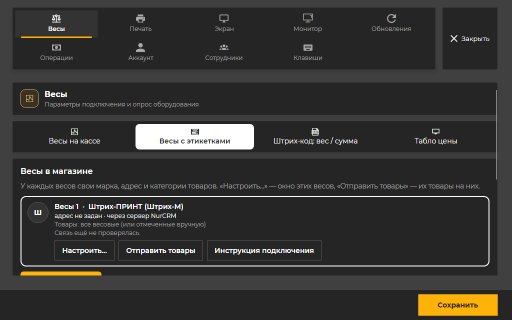 Весы
Печать
Экран
Монитор
Обновления
Закрыть
Операции
Аккаунт
Сотрудники
Клавиши
Весы
Параметры подключения и опрос оборудования
Весы на кассе
Весы с этикетками
Штрих-код: вес / сумма
Табло цены
Весы в магазине
У каждых весов свои марка, адрес и категории товаров. «Настроить...» — окно этих весов, «Отправить товары» — их товары на них.
Ш
Весы 1 · Штрих-ПРИНТ (Штрих-М)
адрес не задан · через сервер NurCRM
Товары: все весовые (или отмеченные вручную)
Связь ещё не проверялась
Настроить...
Отправить товары
Инструкция подключения
Сохранить